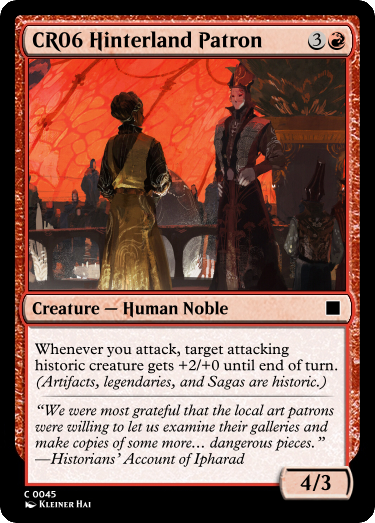 CR06 Hinterland Patron 3
Creature — Human Noble
Whenever you attack, target attacking
historic creature gets +2/+0 until end of turn.
(Artifacts, legendaries, and Sagas are historic.)
“We were most grateful that the local art patrons
were willing to let us examine their galleries and
make copies of some more… dangerous pieces.”
—Historians’ Account of Ipharad
4/3
C 0045
Kleiner Hai